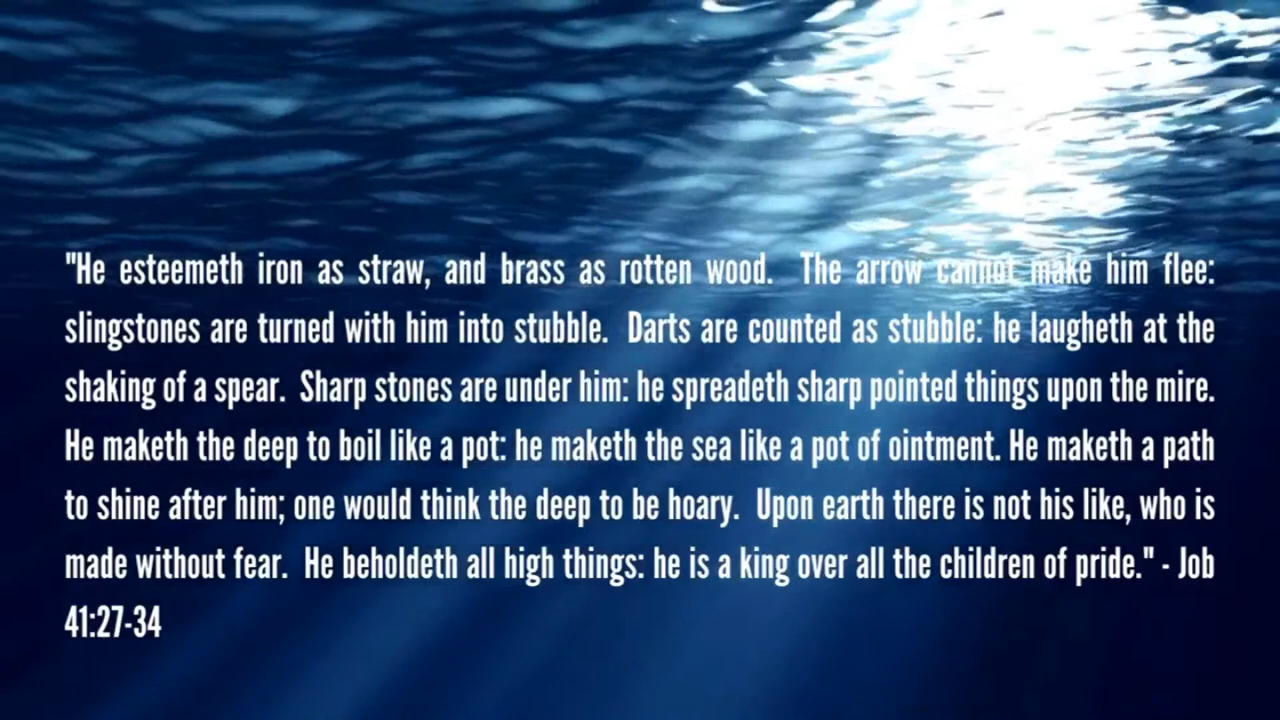 "He esteemeth iron as straw, and brass as rotten wood. The arrow cannot make him flee:
slingstones are turned with him into stubble. Darts are counted as stubble: he laugheth at the
shaking of a spear. Sharp stones are under him: he spreadeth sharp pointed things upon the mire.
He maketh the deep to boil like a pot: he maketh the sea like a pot of ointment. He maketh a path
to shine after him; one would think the deep to be hoary. Upon earth there is not his like, who is
made without fear. He beholdeth all high things: he is a king over all the children of pride." - Job
41:27-34